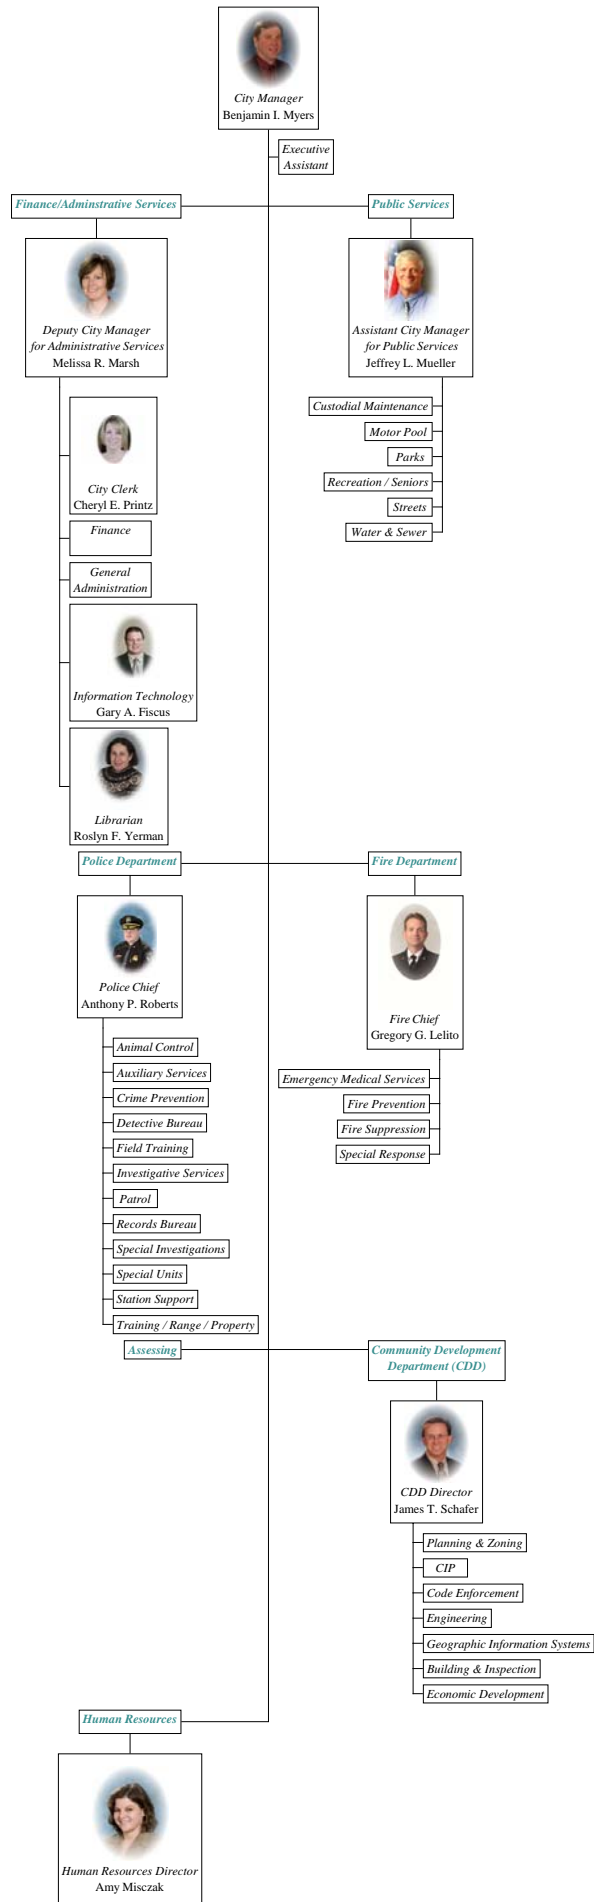 City Manager
Benjamin I. Myers
Executive
Assistant
Finance/Adminstrative Services
Public Services
Deputy City Manager
for Administrative Services
Melissa R. Marsh
Assistant City Manager
for Public Services
Jeffrey L. Mueller
City Clerk
Cheryl E. Printz
Finance
General
Administration
Information Technology
Gary A. Fiscus
Librarian
Roslyn F. Yerman
Custodial Maintenance
Motor Pool
Parks
Recreation / Seniors
Streets
Water & Sewer
Police Department
Fire Department
Police Chief
Anthony P. Roberts
Fire Chief
Gregory G. Lelito
Animal Control
Auxiliary Services
Crime Prevention
Detective Bureau
Field Training
Investigative Services
Patrol
Records Bureau
Special Investigations
Special Units
Station Support
Training / Range / Property
Emergency Medical Services
Fire Prevention
Fire Suppression
Special Response
Assessing
Community Development
Department (CDD)
CDD Director
James T. Schafer
Planning & Zoning
CIP
Code Enforcement
Engineering
Geographic Information Systems
Building & Inspection
Economic Development
Human Resources
Human Resources Director
Amy Misczak